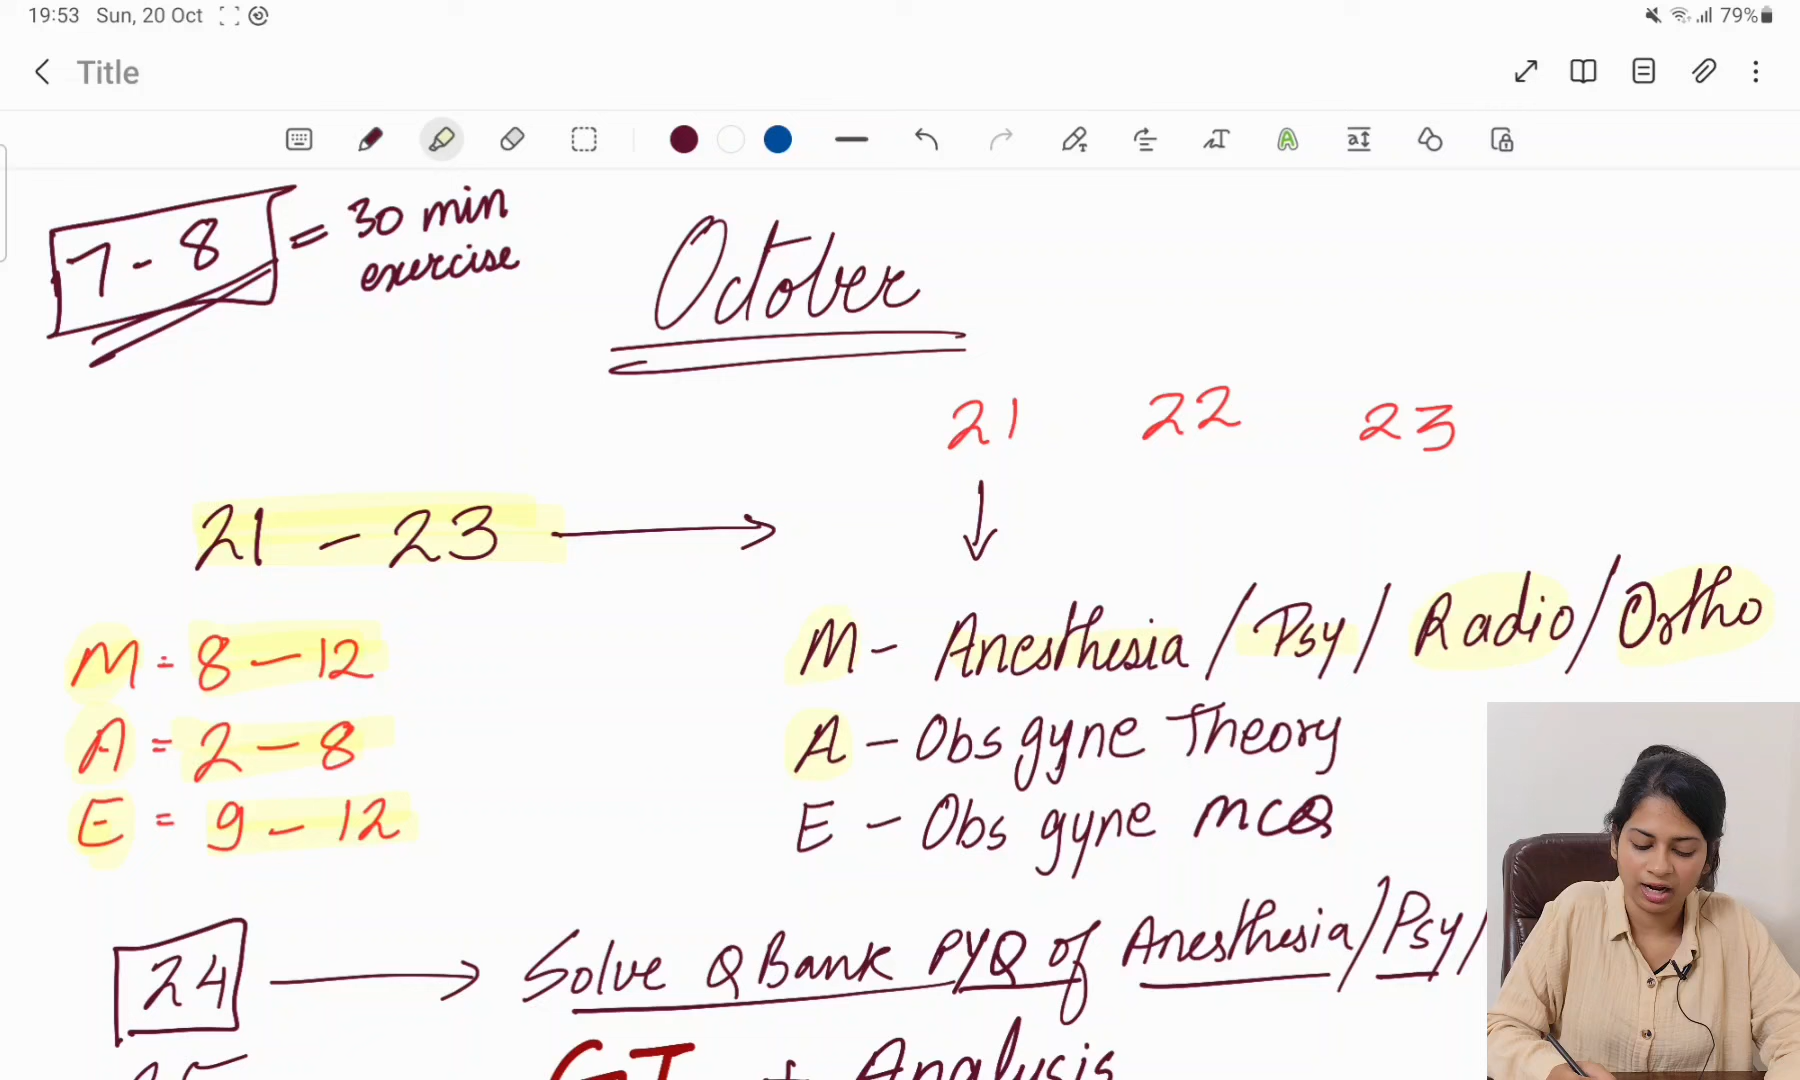 19:53 Sun, 20 Oct
79%
Title
7 - 8 = 30 min
exercise
October
21 22 23
21 - 23
M = 8 - 12
A = 2 - 8
E = 9 - 12
M - Anesthesia / Psy / Radio / Ortho
A - Obs gyne Theory
E - Obs gyne MCQ
24 → Solve Q Bank PYQ of Anesthesia / Psy /
25
GT + Analysis